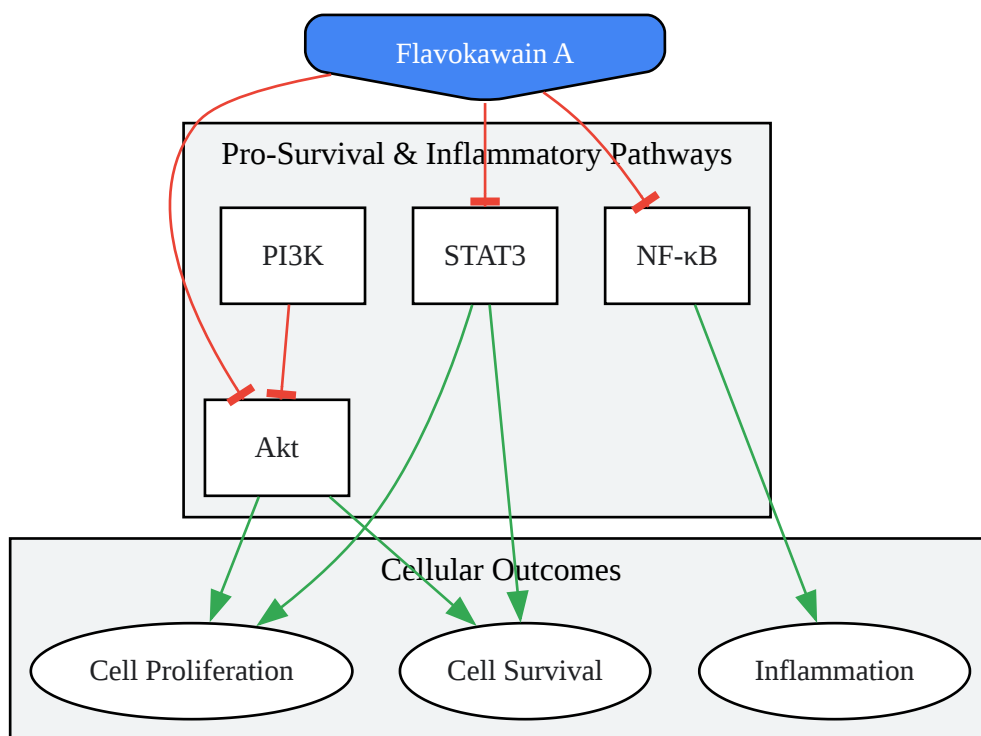 Flavokawain A
Pro-Survival & Inflammatory Pathways
PI3K
STAT3
NF-κB
Akt
Cellular Outcomes
Cell Proliferation
Cell Survival
Inflammation